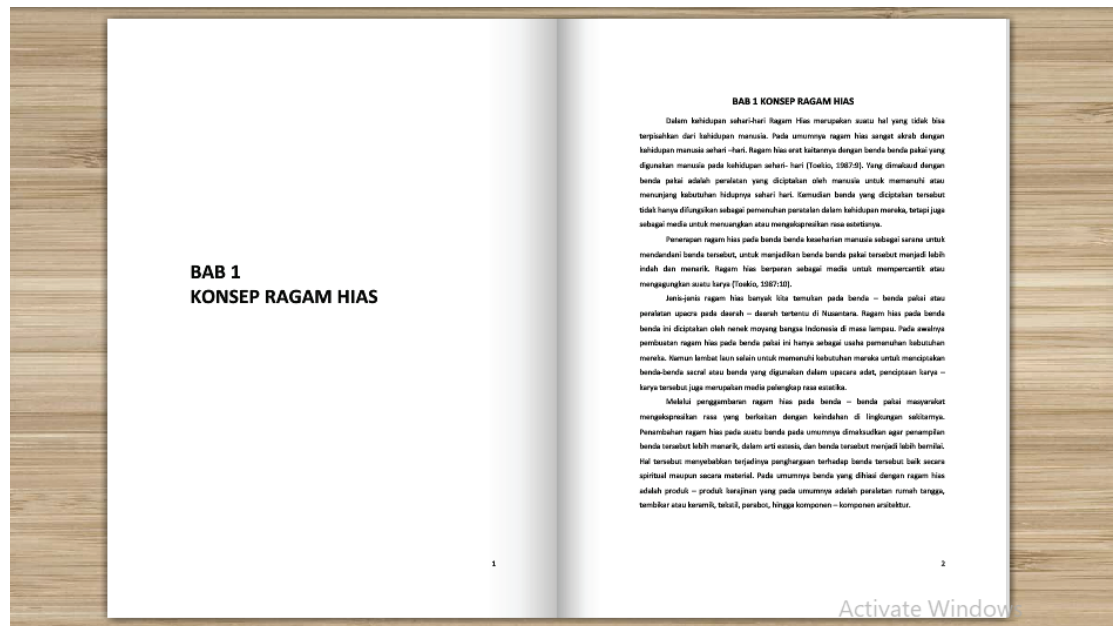 BAB 1
KONSEP RAGAM HIAS
1
BAB 1 KONSEP RAGAM HIAS
Dalam kehidupan sehari-hari Ragam Hias merupakan suatu hal yang tidak bisa
terpisahkan dari kehidupan manusia. Pada umumnya ragam hias sangat akrab dengan
kehidupan manusia sehari –hari. Ragam hias erat kaitannya dengan benda benda pakai yang
digunakan manusia pada kehidupan sehari- hari (Toekio, 1987:9). Yang dimaksud dengan
benda pakai adalah peralatan yang diciptakan oleh manusia untuk memenuhi atau
menunjang kebutuhan hidupnya sehari hari. Kemudian benda yang diciptakan tersebut
tidak hanya difungsikan sebagai pemenuhan peratalan dalam kehidupan mereka, tetapi juga
sebagai media untuk menuangkan atau mengekspresikan rasa estetisnya.
Penerapan ragam hias pada benda benda keseharian manusia sebagai sarana untuk
mendandani benda tersebut, untuk menjadikan benda benda pakai tersebut menjadi lebih
indah dan menarik. Ragam hias berperan sebagai media untuk mempercantik atau
mengagungkan suatu karya (Toekio, 1987:10).
Jenis-jenis ragam hias banyak kita temukan pada benda – benda pakai atau
peralatan upacra pada daerah – daerah tertentu di Nusantara. Ragam hias pada benda
benda ini diciptakan oleh nenek moyang bangsa Indonesia di masa lampau. Pada awalnya
pembuatan ragam hias pada benda pakai ini hanya sebagai usaha pemenuhan kebutuhan
mereka. Namun lambat laun selain untuk memenuhi kebutuhan mereka untuk menciptakan
benda-benda sacral atau benda yang digunakan dalam upacara adat, penciptaan karya –
karya tersebut juga merupakan media pelengkap rasa estetika.
Melalui penggambaran ragam hias pada benda – benda pakai masyarakat
mengekspresikan rasa yang berkaitan dengan keindahan di lingkungan sekitarnya.
Penambahan ragam hias pada suatu benda pada umumnya dimaksudkan agar penampilan
benda tersebut lebih menarik, dalam arti estesis, dan benda tersebut menjadi lebih bernilai.
Hal tersebut menyebabkan terjadinya penghargaan terhadap benda tersebut baik secara
spiritual maupun secara material. Pada umumnya benda yang dihiasi dengan ragam hias
adalah produk – produk kerajinan yang pada umumnya adalah peralatan rumah tangga,
tembikar atau keramik, tekstil, perabot, hingga komponen – komponen arsitektur.
2
Activate Windows